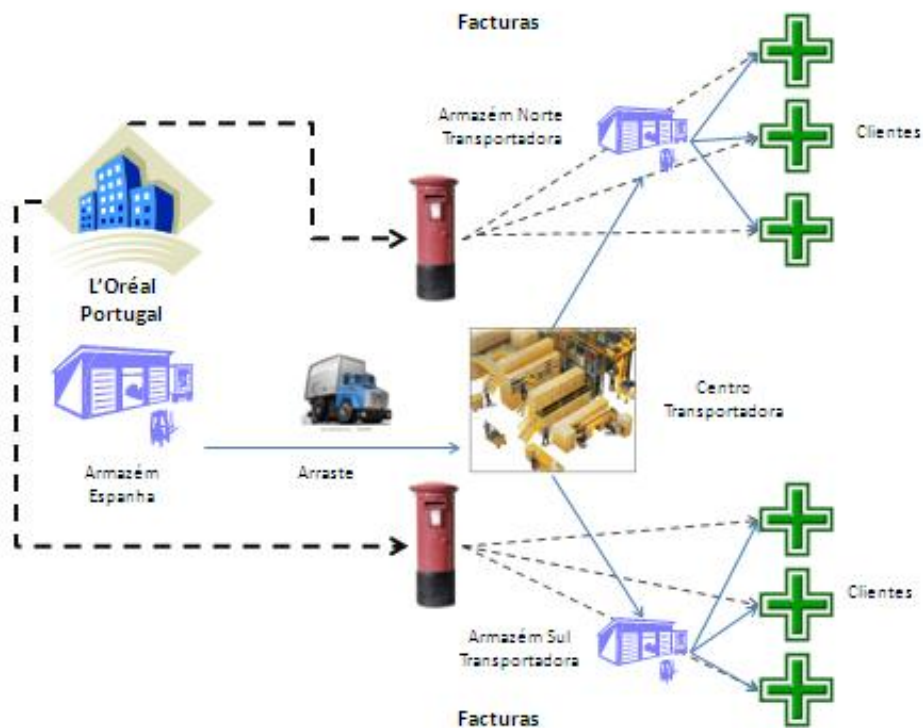 Facturas
Armazém Norte
Transportadora
Clientes
L'Oréal
Portugal
Centro
Transportadora
Armazém
Espanha
Arraste
Clientes
Armazém Sul
Transportadora
Facturas